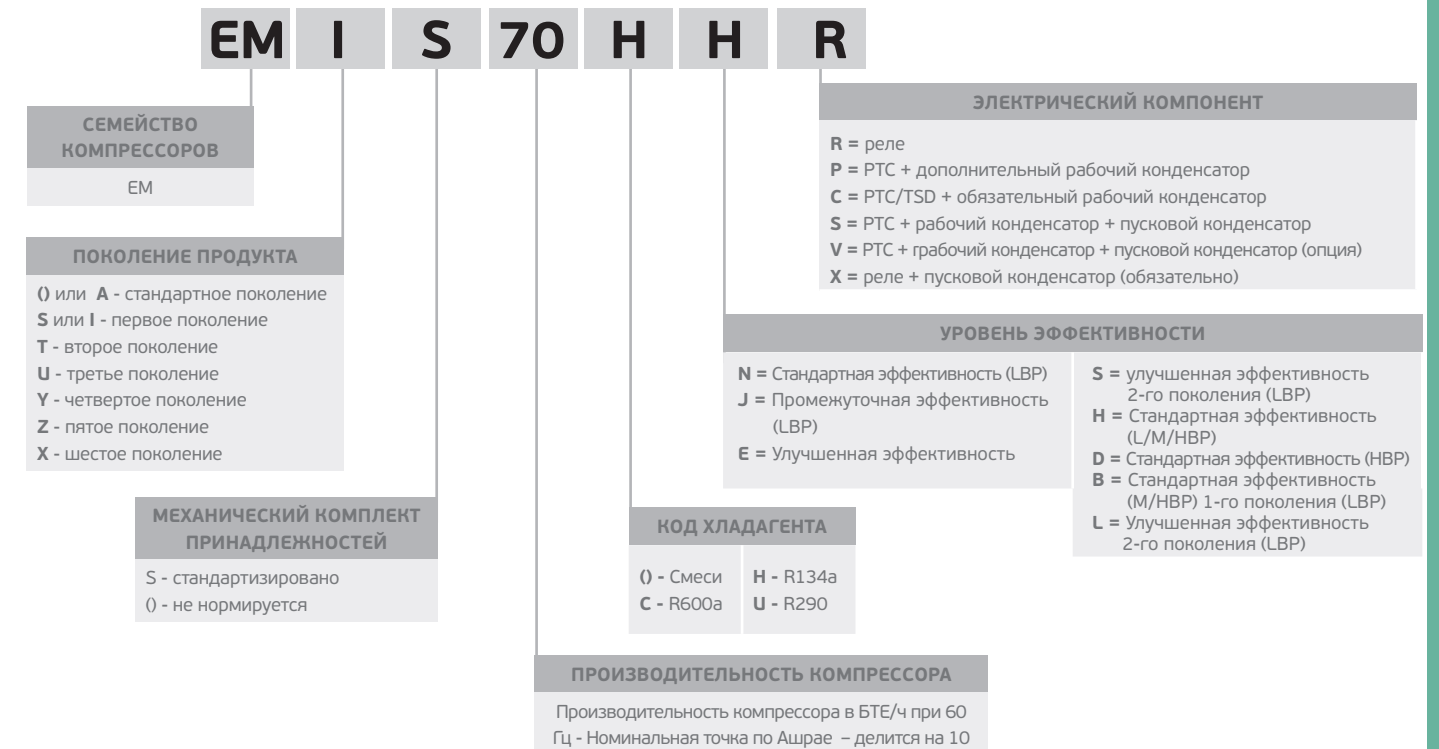 EM I S 70 H H R
СЕМЕЙСТВО
КОМПРЕССОРОВ
EM
ПОКОЛЕНИЕ ПРОДУКТА
() или A - стандартное поколение
S или I - первое поколение
T - второе поколение
U - третье поколение
Y - четвертое поколение
Z - пятое поколение
X - шестое поколение
МЕХАНИЧЕСКИЙ КОМПЛЕКТ
ПРИНАДЛЕЖНОСТЕЙ
S - стандартизировано
() - не нормируется
ПРОИЗВОДИТЕЛЬНОСТЬ КОМПРЕССОРА
Производительность компрессора в БТЕ/ч при 60
Гц - Номинальная точка по Ашрае – делится на 10
КОД ХЛАДАГЕНТА
() - Смеси
C - R600a
H - R134a
U - R290
УРОВЕНЬ ЭФФЕКТИВНОСТИ
N = Стандартная эффективность (LBP)
J = Промежуточная эффективность
(LBP)
E = Улучшенная эффективность
S = улучшенная эффективность
2-го поколения (LBP)
H = Стандартная эффективность
(L/M/HBP)
D = Стандартная эффективность (HBP)
B = Стандартная эффективность
(M/HBP) 1-го поколения (LBP)
L = Улучшенная эффективность
2-го поколения (LBP)
ЭЛЕКТРИЧЕСКИЙ КОМПОНЕНТ
R = реле
P = PTC + дополнительный рабочий конденсатор
C = PTC/TSD + обязательный рабочий конденсатор
S = PTC + рабочий конденсатор + пусковой конденсатор
V = PTC + грабочий конденсатор + пусковой конденсатор (опция)
X = реле + пусковой конденсатор (обязательно)